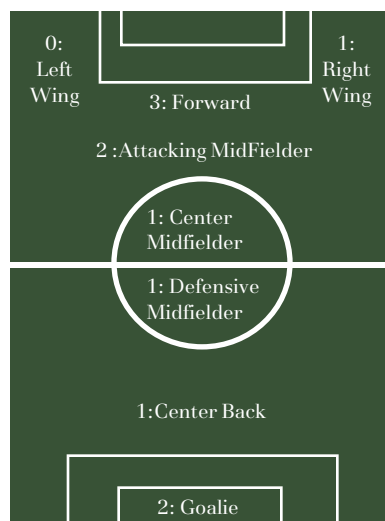 0:
Left
Wing
1:
Right
Wing
3: Forward
2 :Attacking MidFielder
1: Center
Midfielder
1: Defensive
Midfielder
1:Center Back
2: Goalie